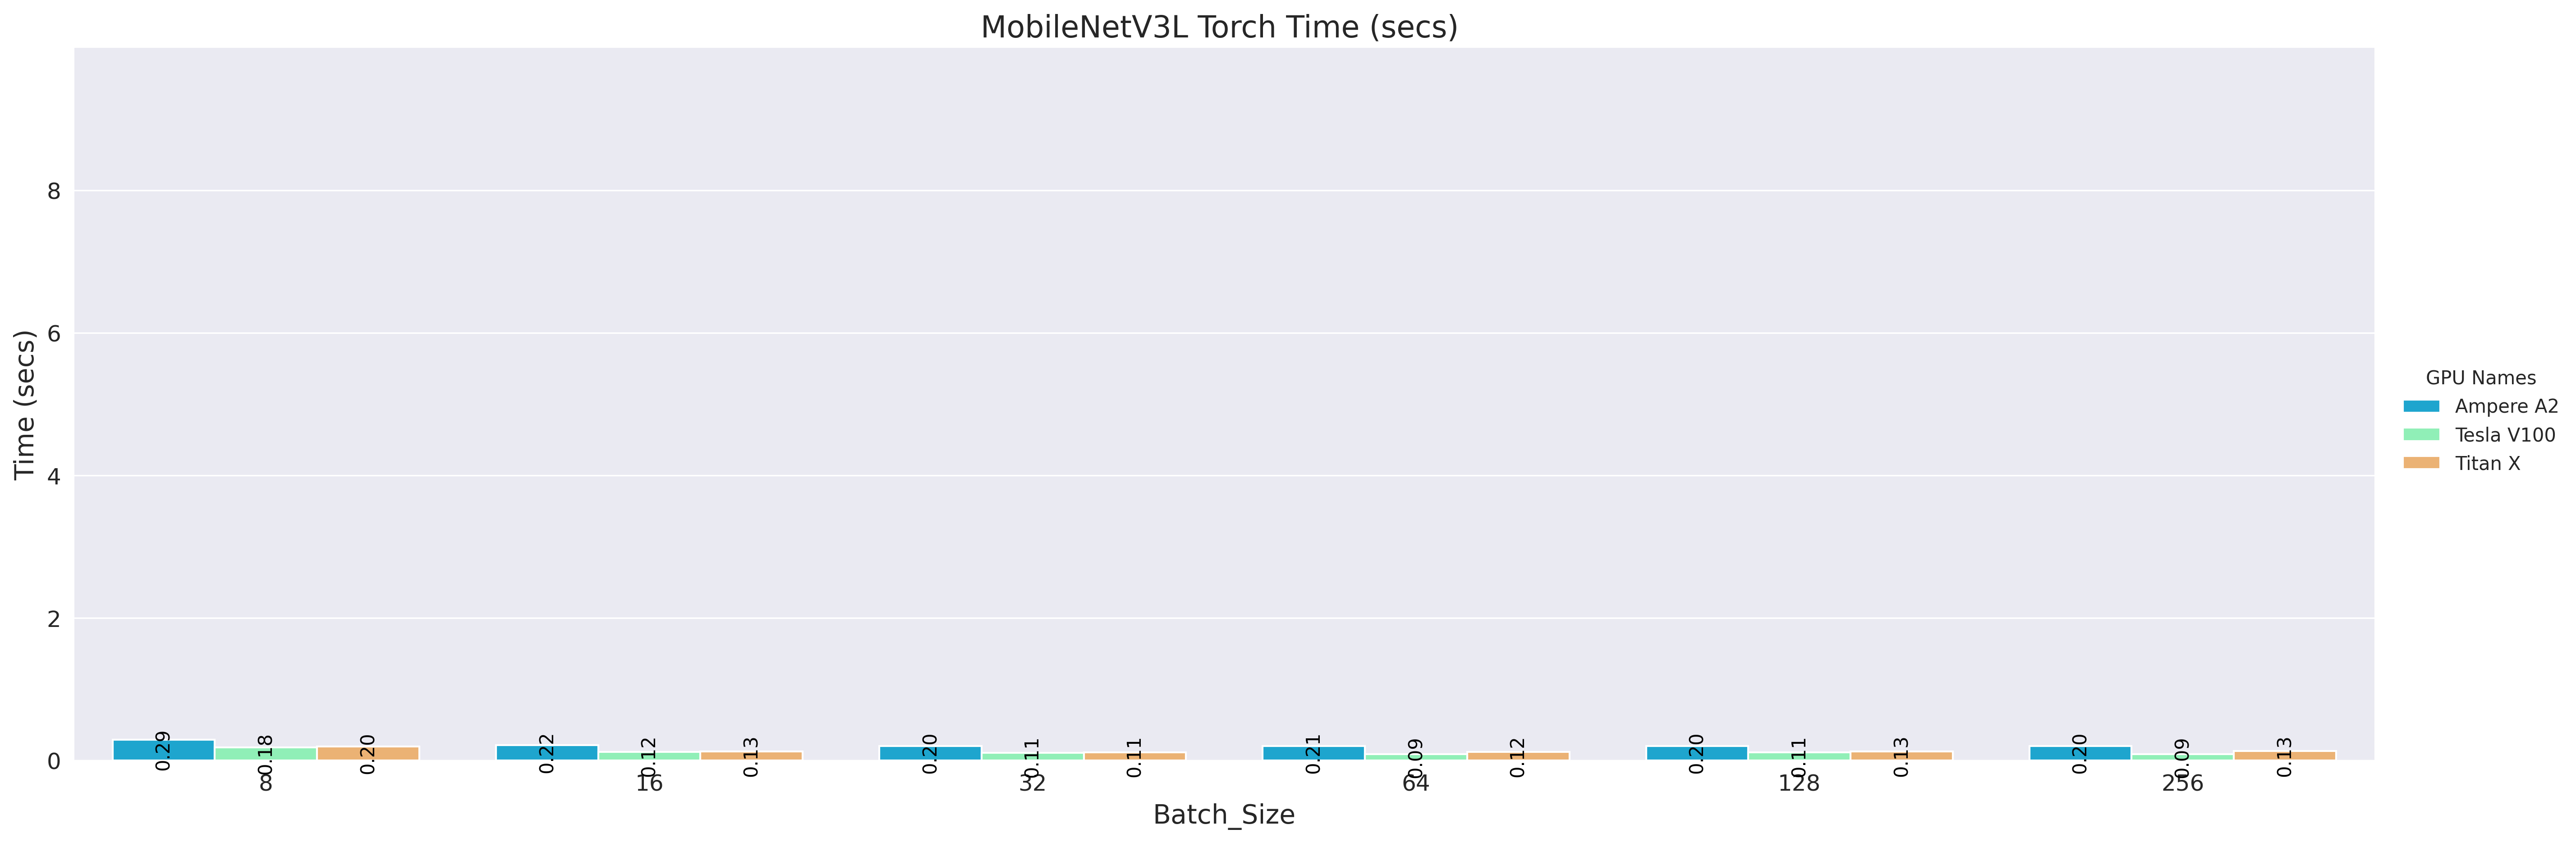 MobileNetV3L Torch Time (secs)
Time (secs)
8
6
4
2
0
0.29
0.18
0.20
0.22
0.12
0.13
0.20
0.11
0.11
0.21
0.09
0.12
0.20
0.11
0.13
0.20
0.09
0.13
8 16 32 64 128 256
Batch_Size
GPU Names
Ampere A2
Tesla V100
Titan X